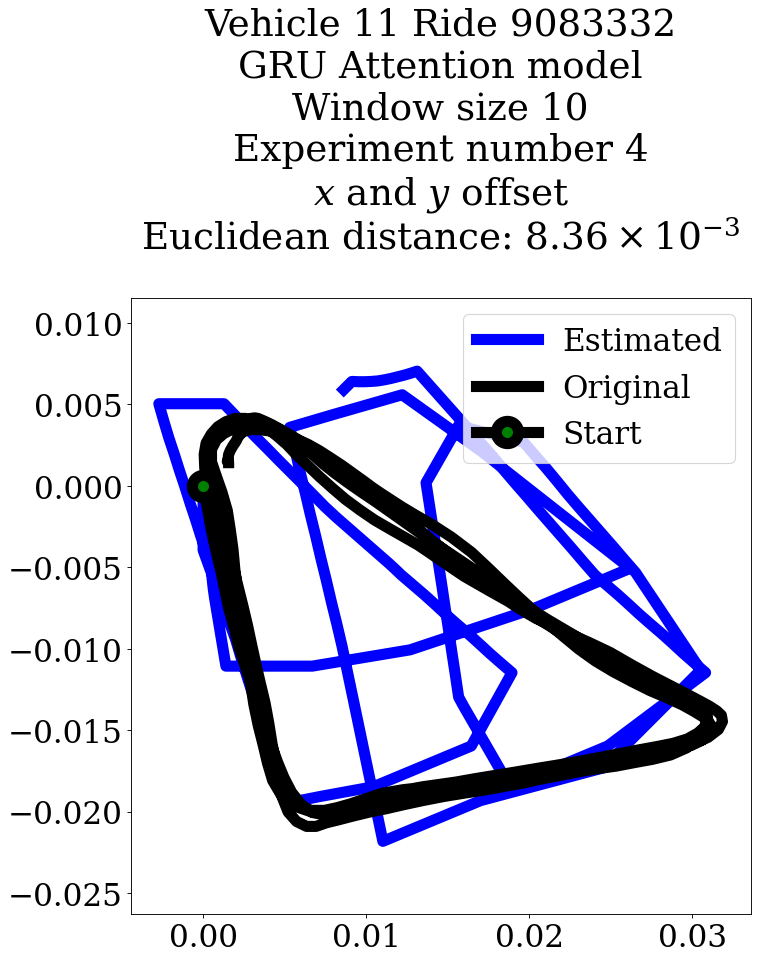 Vehicle 11 Ride 9083332
GRU Attention model
Window size 10
Experiment number 4
x and y offset
Euclidean distance: 8.36 × 10⁻³
Estimated
Original
Start
0.010
0.005
0.000
−0.005
−0.010
−0.015
−0.020
−0.025
0.00 0.01 0.02 0.03